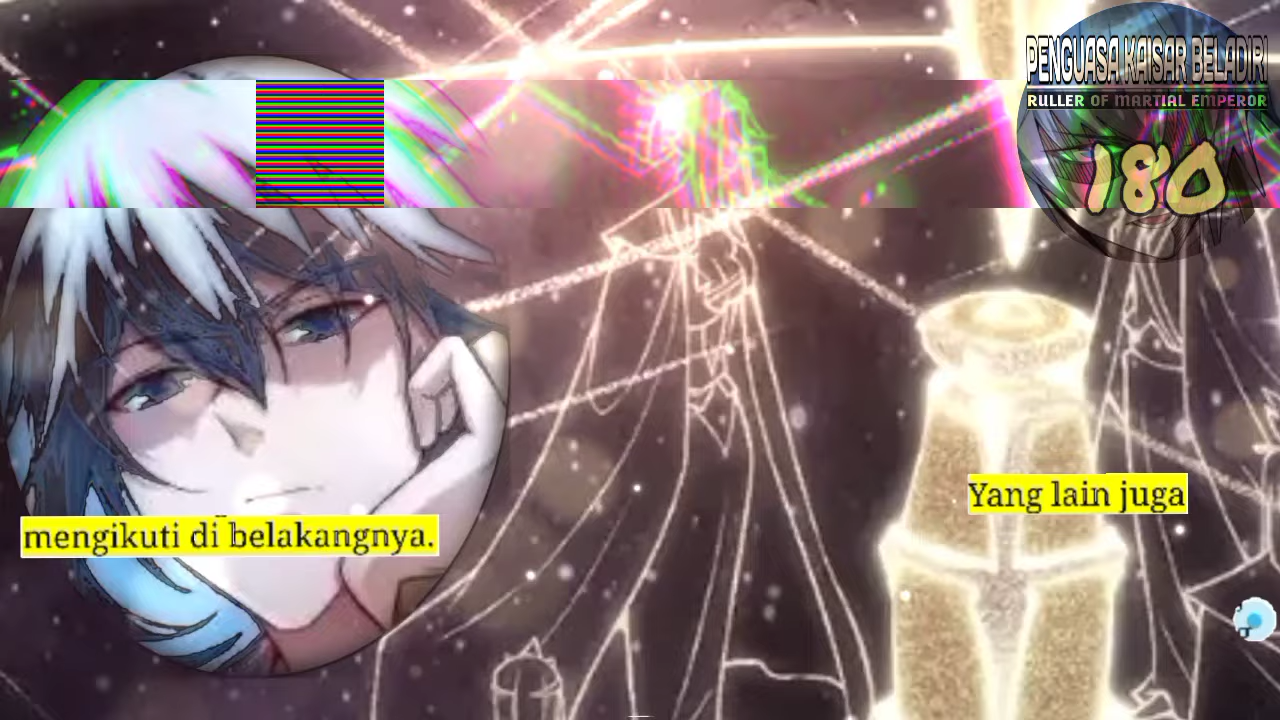 PENGUASA KAISAR BELADIRI
RULLER OF MARTIAL EMPEROR
180
Yang lain juga
mengikuti di belakangnya.